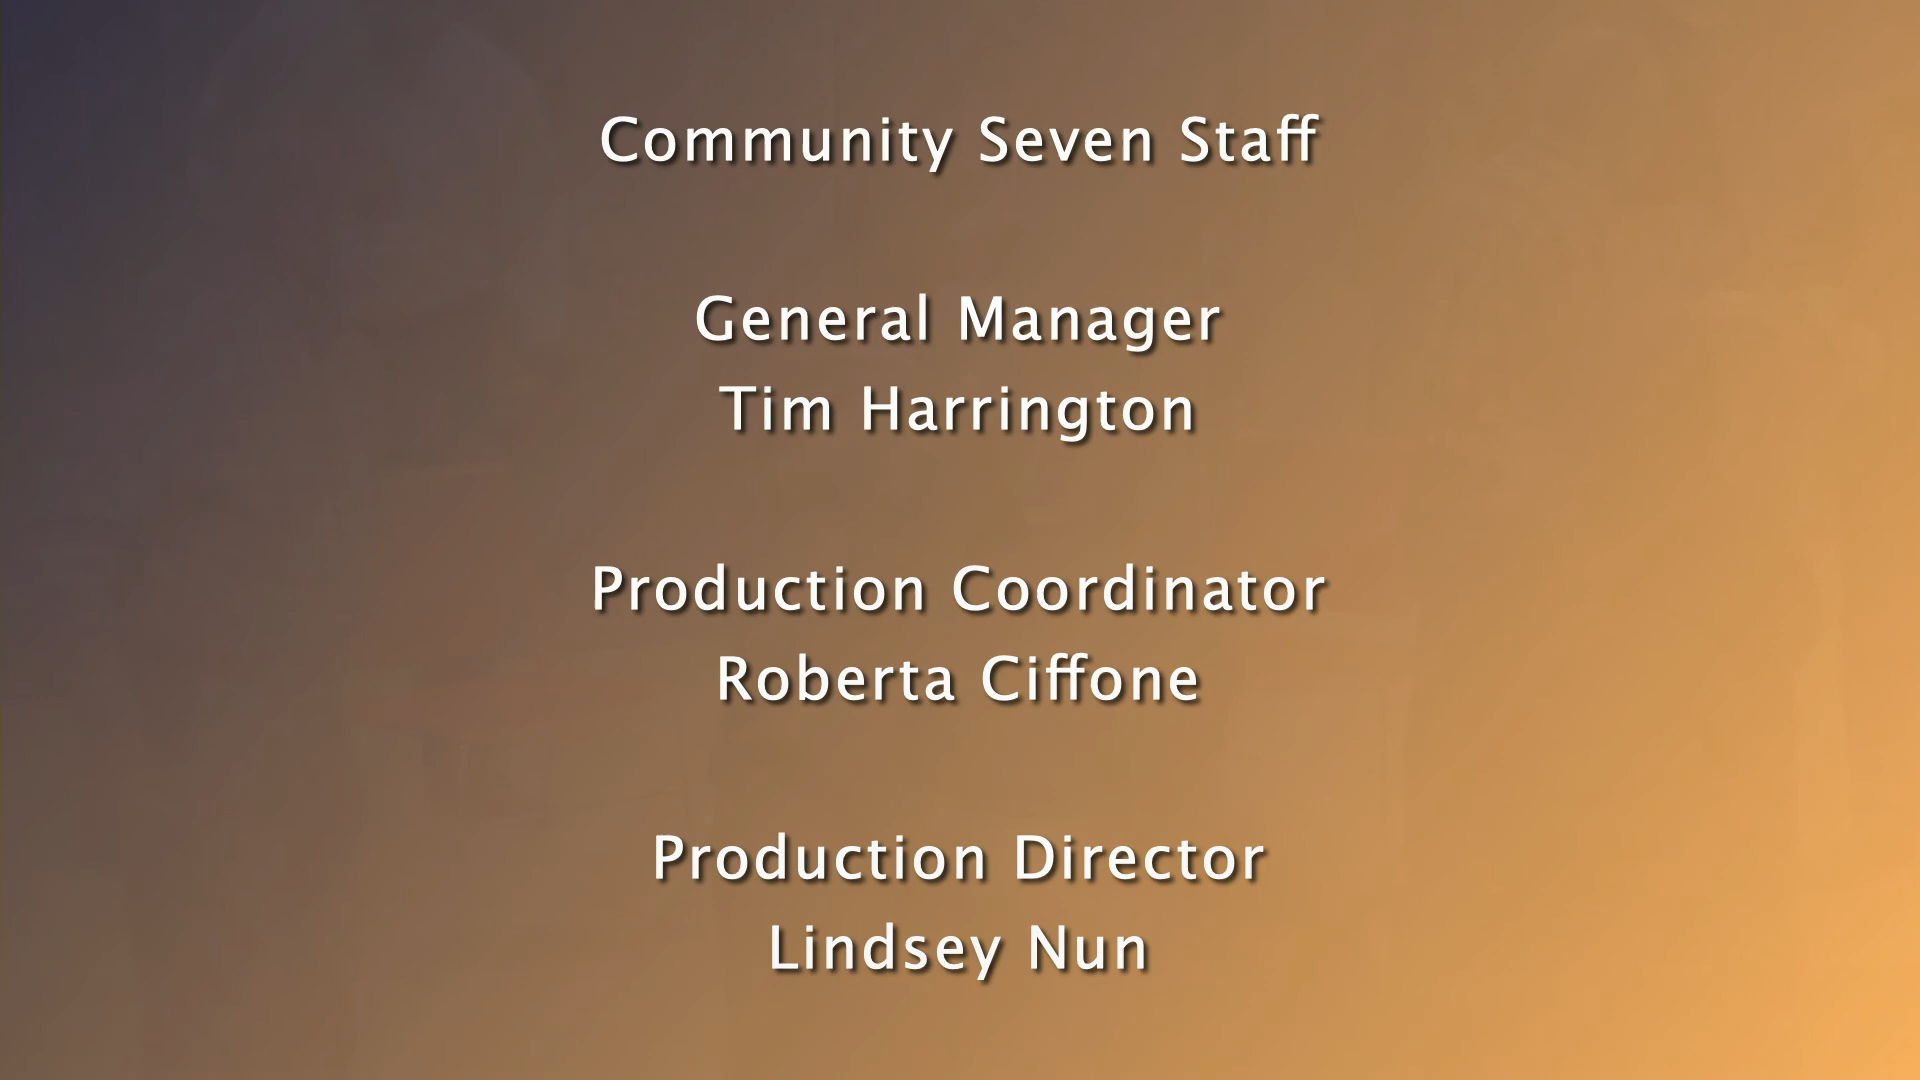 Community Seven Staff
General Manager
Tim Harrington
Production Coordinator
Roberta Ciffone
Production Director
Lindsey Nun